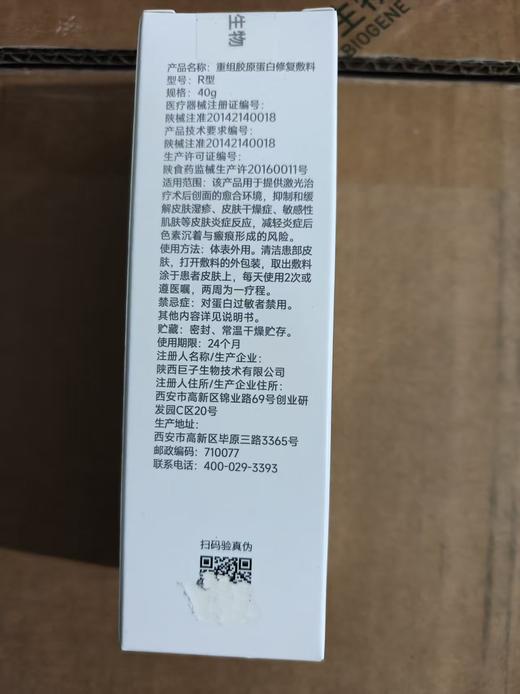 生物
生物
BIOGENE
产品名称：重组胶原蛋白修复敷料
型号：R型
规格：40g
医疗器械注册证编号：
陕械注准20142140018
产品技术要求编号：
陕械注准20142140018
生产许可证编号：
陕食药监械生产许20160011号
适用范围：该产品用于提供激光治
疗术后创面的愈合环境，抑制和缓
解皮肤湿疹、皮肤干燥症、敏感性
肌肤等皮肤炎症反应，减轻炎症后
色素沉着与瘢痕形成的风险。
使用方法：体表外用。清洁患部皮
肤，打开敷料的外包装，取出敷料
涂于患者皮肤上，每天使用2次或
遵医嘱，两周为一疗程。
禁忌症：对蛋白过敏者禁用。
其他内容详见说明书。
贮藏：密封、常温干燥贮存。
使用期限：24个月
注册人名称/生产企业：
陕西巨子生物技术有限公司
注册人住所/生产企业住所：
西安市高新区锦业路69号创业研
发园C区20号
生产地址：
西安市高新区毕原三路3365号
邮政编码：710077
联系电话：400-029-3393
扫码验真伪